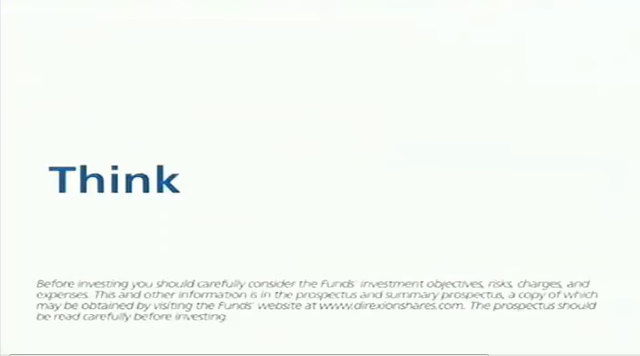 Think
Before investing you should carefully consider the Funds' investment objectives, risks, charges, and
expenses. This and other information is in the prospectus and summary prospectus, a copy of which
may be obtained by visiting the Funds' website at www.direxionshares.com. The prospectus should
be read carefully before investing.